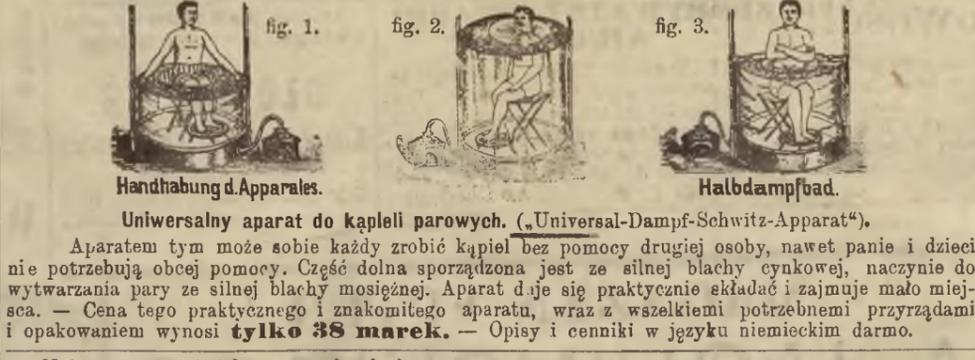 fig. 1.
fig. 2.
fig. 3.
Handhabung d. Apparates.
Halbdampfbad.
Uniwersalny aparat do kąpieli parowych. („Universal-Dampf-Schwitz-Apparat“).
Aparatem tym może sobie każdy zrobić kąpiel bez pomocy drugiej osoby, nawet panie i dzieci
nie potrzebują obcej pomocy. Część dolna sporządzona jest ze silnej blachy cynkowej, naczynie do
wytwarzania pary ze silnej blachy mosiężnej. Aparat daje się praktycznie składać i zajmuje mało miej-
sca. — Cena tego praktycznego i znakomitego aparatu, wraz z wszelkiemi potrzebnemi przyrządami
i opakowaniem wynosi tylko 38 marek. — Opisy i cenniki w języku niemieckim darmo.